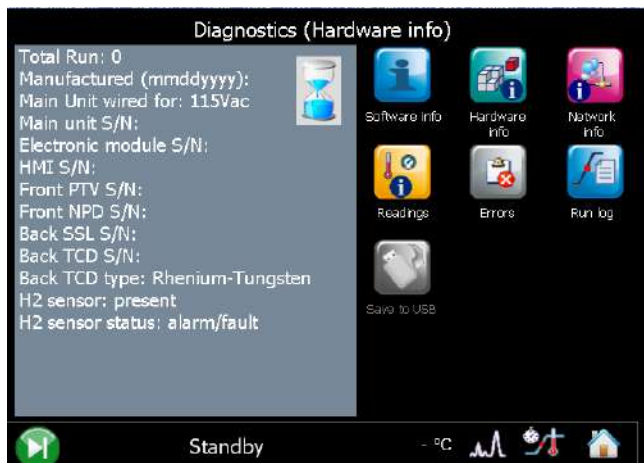 Diagnostics (Hardware info)
Total Run: 0
Manufactured (mmddyyyy):
Main Unit wired for: 115Vac
Main unit S/N:
Electronic module S/N:
HMI S/N:
Front PTV S/N:
Front NPD S/N:
Back SSL S/N:
Back TCD S/N:
Back TCD type: Rhenium-Tungsten
H2 sensor: present
H2 sensor status: alarm/fault
Software info
Hardware
info
Network
info
Readings
Errors
Run log
Save to USB
Standby
- ºC